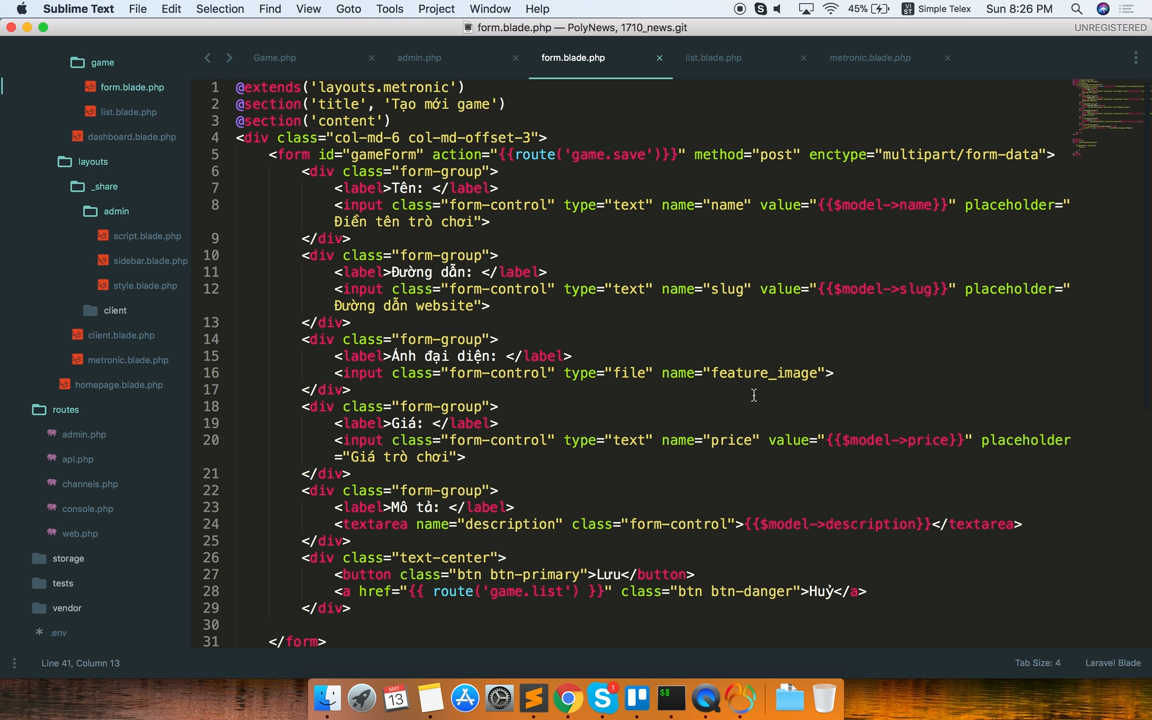 Sublime Text File Edit Selection Find View Goto Tools Project Window Help 45% Simple Telex Sun 8:26 PM
form.blade.php — PolyNews, 1710_news.git UNREGISTERED
Game.php admin.php form.blade.php list.blade.php metronic.blade.php
game
form.blade.php
list.blade.php
dashboard.blade.php
layouts
_share
admin
script.blade.php
sidebar.blade.php
style.blade.php
client
client.blade.php
metronic.blade.php
homepage.blade.php
routes
admin.php
api.php
channels.php
console.php
web.php
storage
tests
vendor
.env
1 @extends('layouts.metronic')
2 @section('title', 'Tạo mới game')
3 @section('content')
4 <div class="col-md-6 col-md-offset-3">
5 <form id="gameForm" action="{{route('game.save')}}" method="post" enctype="multipart/form-data">
6 <div class="form-group">
7 <label>Tên: </label>
8 <input class="form-control" type="text" name="name" value="{{$model->name}}" placeholder="
Điền tên trò chơi">
9 </div>
10 <div class="form-group">
11 <label>Đường dẫn: </label>
12 <input class="form-control" type="text" name="slug" value="{{$model->slug}}" placeholder="
Đường dẫn website">
13 </div>
14 <div class="form-group">
15 <label>Ảnh đại diện: </label>
16 <input class="form-control" type="file" name="feature_image">
17 </div>
18 <div class="form-group">
19 <label>Giá: </label>
20 <input class="form-control" type="text" name="price" value="{{$model->price}}" placeholder
="Giá trò chơi">
21 </div>
22 <div class="form-group">
23 <label>Mô tả: </label>
24 <textarea name="description" class="form-control">{{$model->description}}</textarea>
25 </div>
26 <div class="text-center">
27 <button class="btn btn-primary">Lưu</button>
28 <a href="{{ route('game.list') }}" class="btn btn-danger">Huỷ</a>
29 </div>
30
31 </form>
Line 41, Column 13 Tab Size: 4 Laravel Blade
MAY
13
1